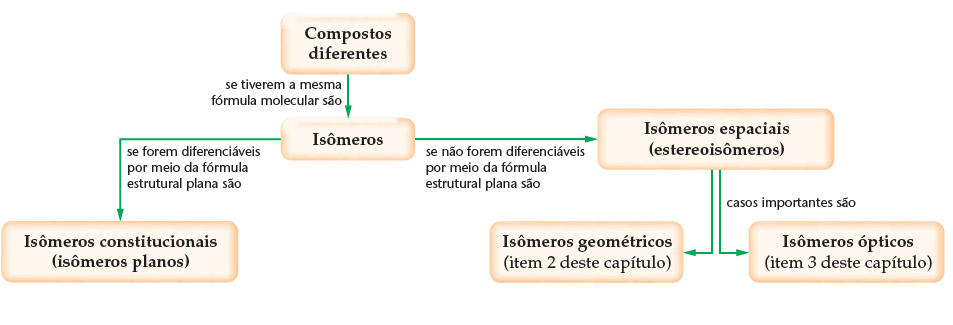 Compostos
diferentes
se tiverem a mesma
fórmula molecular são
Isômeros
se forem diferenciáveis
por meio da fórmula
estrutural plana são
se não forem diferenciáveis
por meio da fórmula
estrutural plana são
Isômeros espaciais
(estereoisômeros)
casos importantes são
Isômeros constitucionais
(isômeros planos)
Isômeros geométricos
(item 2 deste capítulo)
Isômeros ópticos
(item 3 deste capítulo)